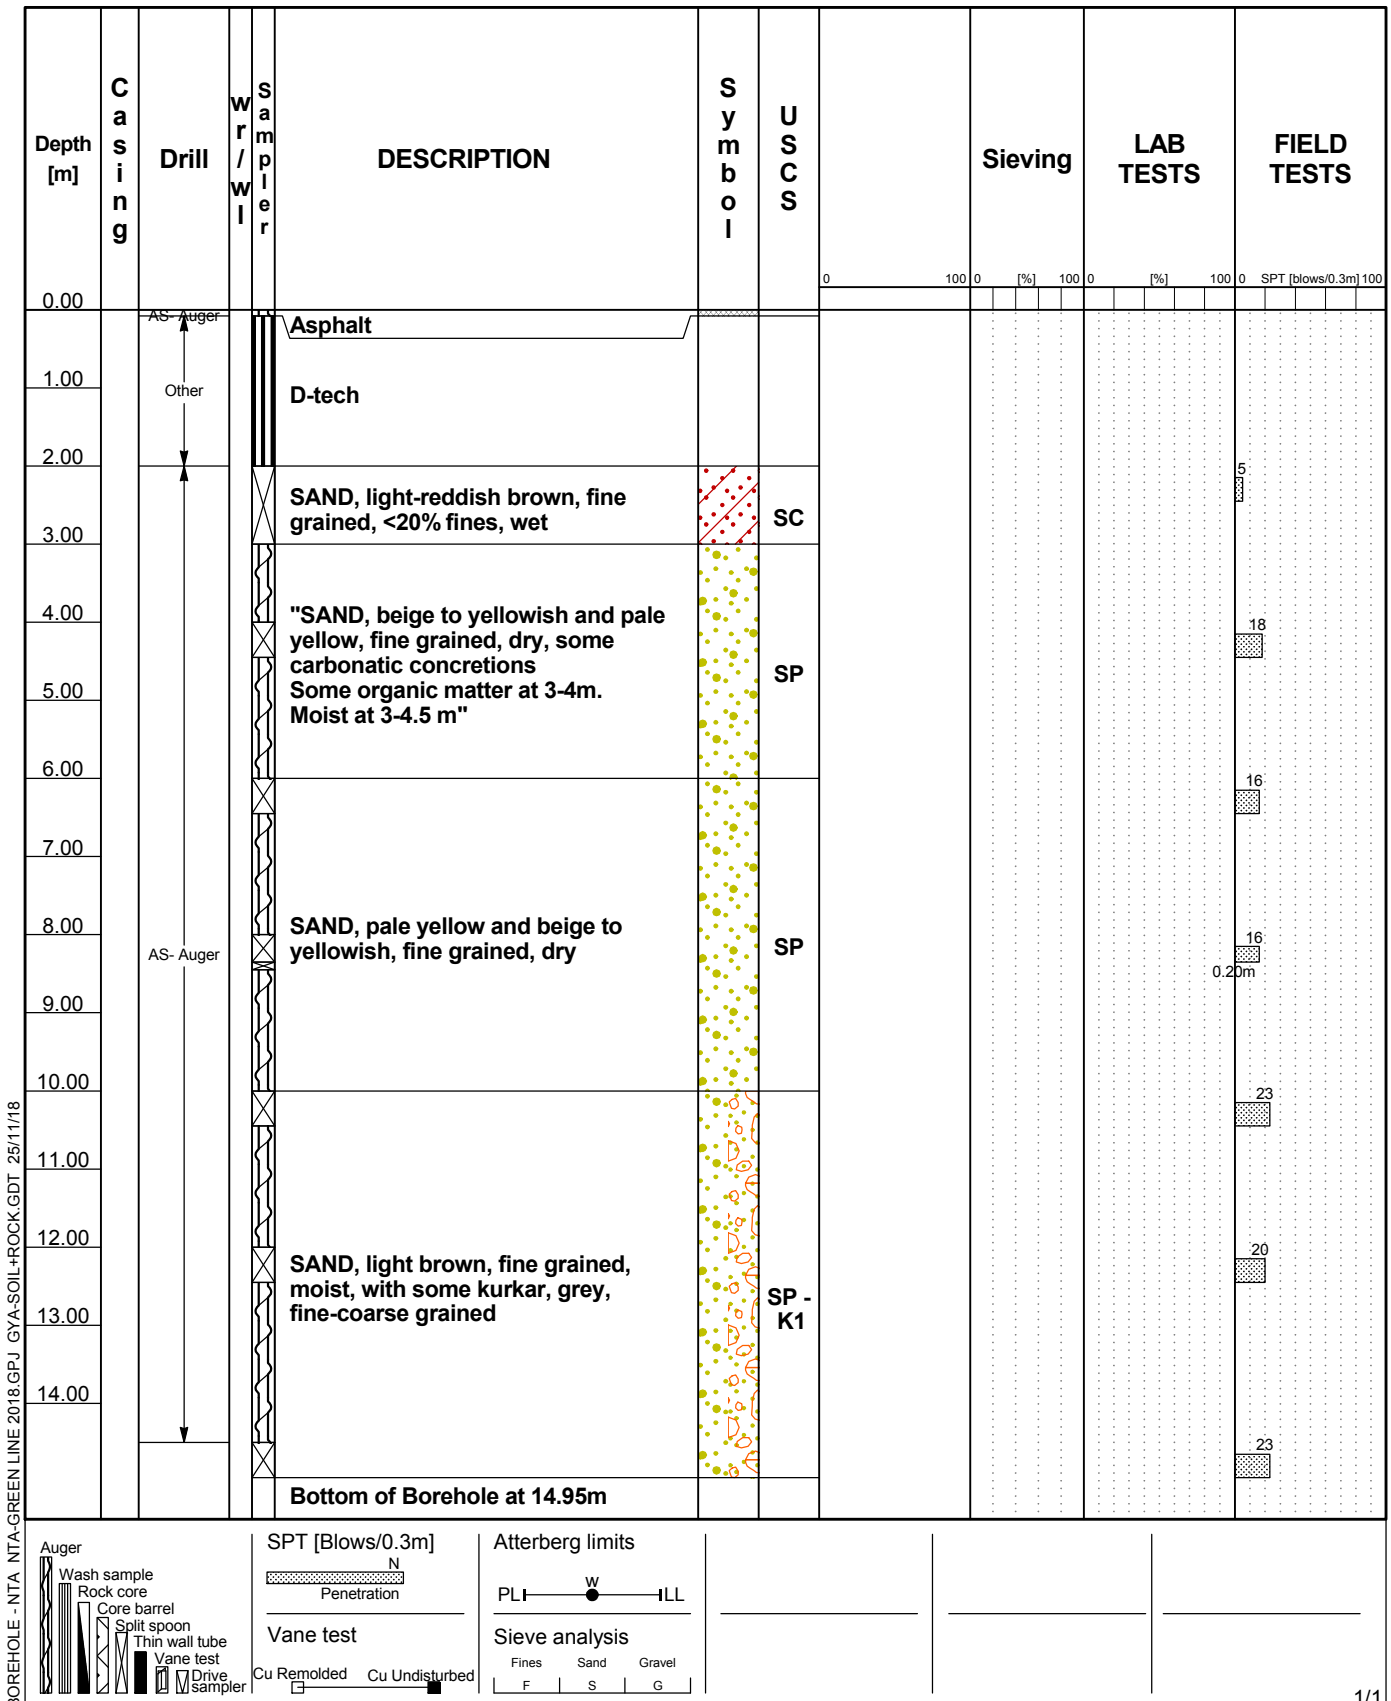 Depth
[m]
Casing
Drill
wr/wl
Sampler
DESCRIPTION
Symbol
USCS
Sieving
LAB
TESTS
FIELD
TESTS
0 100 0 [%] 100 0 [%] 100 0 SPT [blows/0.3m] 100
0.00
AS- Auger
Asphalt
1.00
Other
D-tech
2.00
5
SAND, light-reddish brown, fine
grained, <20% fines, wet
SC
3.00
4.00
"SAND, beige to yellowish and pale
yellow, fine grained, dry, some
carbonatic concretions
Some organic matter at 3-4m.
Moist at 3-4.5 m"
SP
18
5.00
6.00
16
7.00
8.00
SAND, pale yellow and beige to
yellowish, fine grained, dry
SP
AS- Auger
16
0.20m
9.00
10.00
23
11.00
12.00
20
SAND, light brown, fine grained,
moist, with some kurkar, grey,
fine-coarse grained
SP -
K1
13.00
14.00
23
Bottom of Borehole at 14.95m
BOREHOLE - NTA NTA-GREEN LINE 2018.GPJ GYA-SOIL+ROCK.GDT 25/11/18
Auger
Wash sample
Rock core
Core barrel
Split spoon
Thin wall tube
Vane test
Drive
sampler
SPT [Blows/0.3m]
N
Penetration
Vane test
Cu Remolded Cu Undisturbed
Atterberg limits
PL W LL
Sieve analysis
Fines Sand Gravel
F S G
1/1